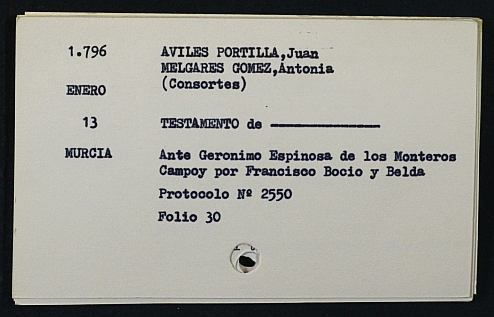 1.796
AVILES PORTILLA,Juan
MELGARES GOMEZ,Antonia
(Consortes)
ENERO
13
TESTAMENTO de
MURCIA
Ante Geronimo Espinosa de los Monteros
Campoy por Francisco Bocio y Belda
Protocolo Nº 2550
Folio 30